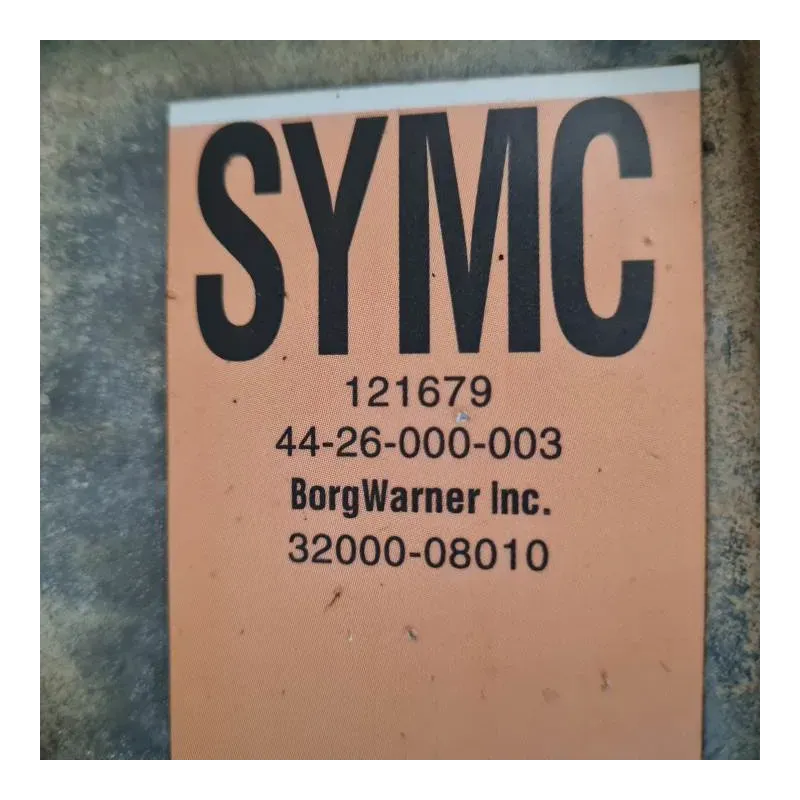 SYMC
121679
44-26-000-003
BorgWarner Inc.
32000-08010